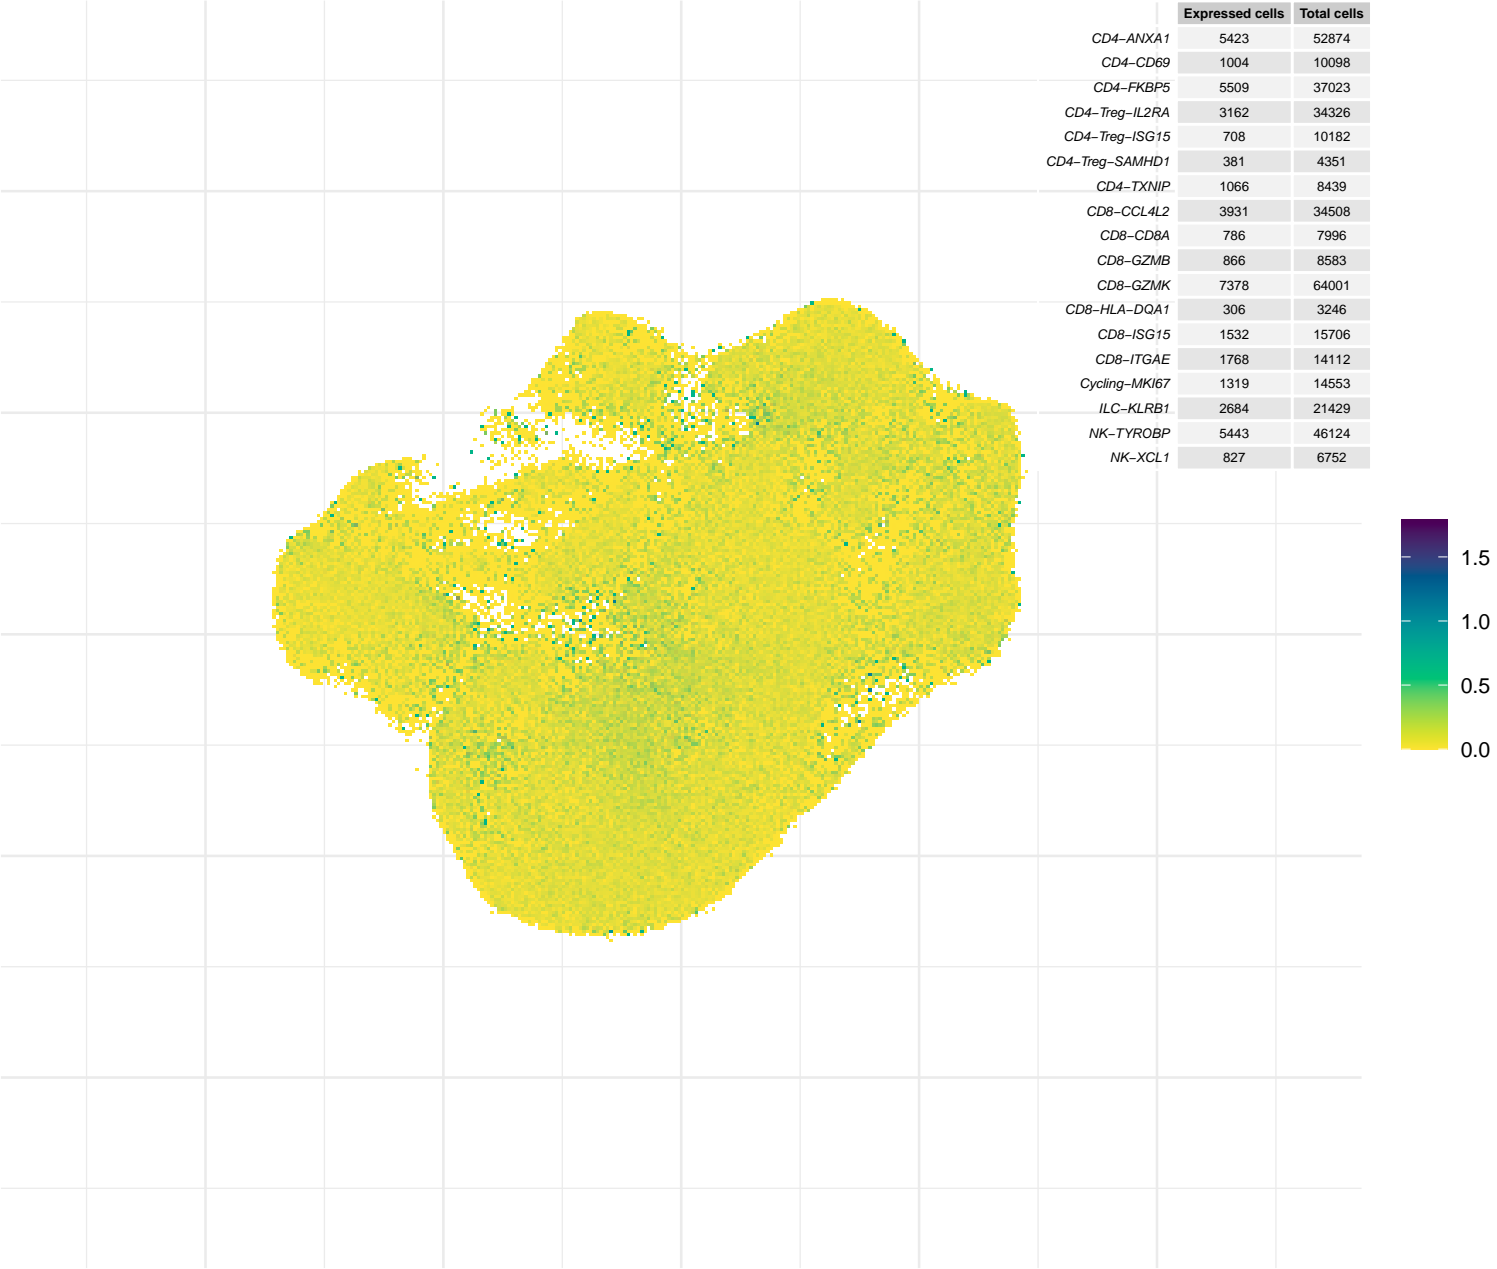 Expressed cells Total cells
CD4−ANXA1 5423 52874
CD4−CD69 1004 10098
CD4−FKBP5 5509 37023
CD4−Treg−IL2RA 3162 34326
CD4−Treg−ISG15 708 10182
CD4−Treg−SAMHD1 381 4351
CD4−TXNIP 1066 8439
CD8−CCL4L2 3931 34508
CD8−CD8A 786 7996
CD8−GZMB 866 8583
CD8−GZMK 7378 64001
CD8−HLA−DQA1 306 3246
CD8−ISG15 1532 15706
CD8−ITGAE 1768 14112
Cycling−MKI67 1319 14553
ILC−KLRB1 2684 21429
NK−TYROBP 5443 46124
NK−XCL1 827 6752
1.5
1.0
0.5
0.0